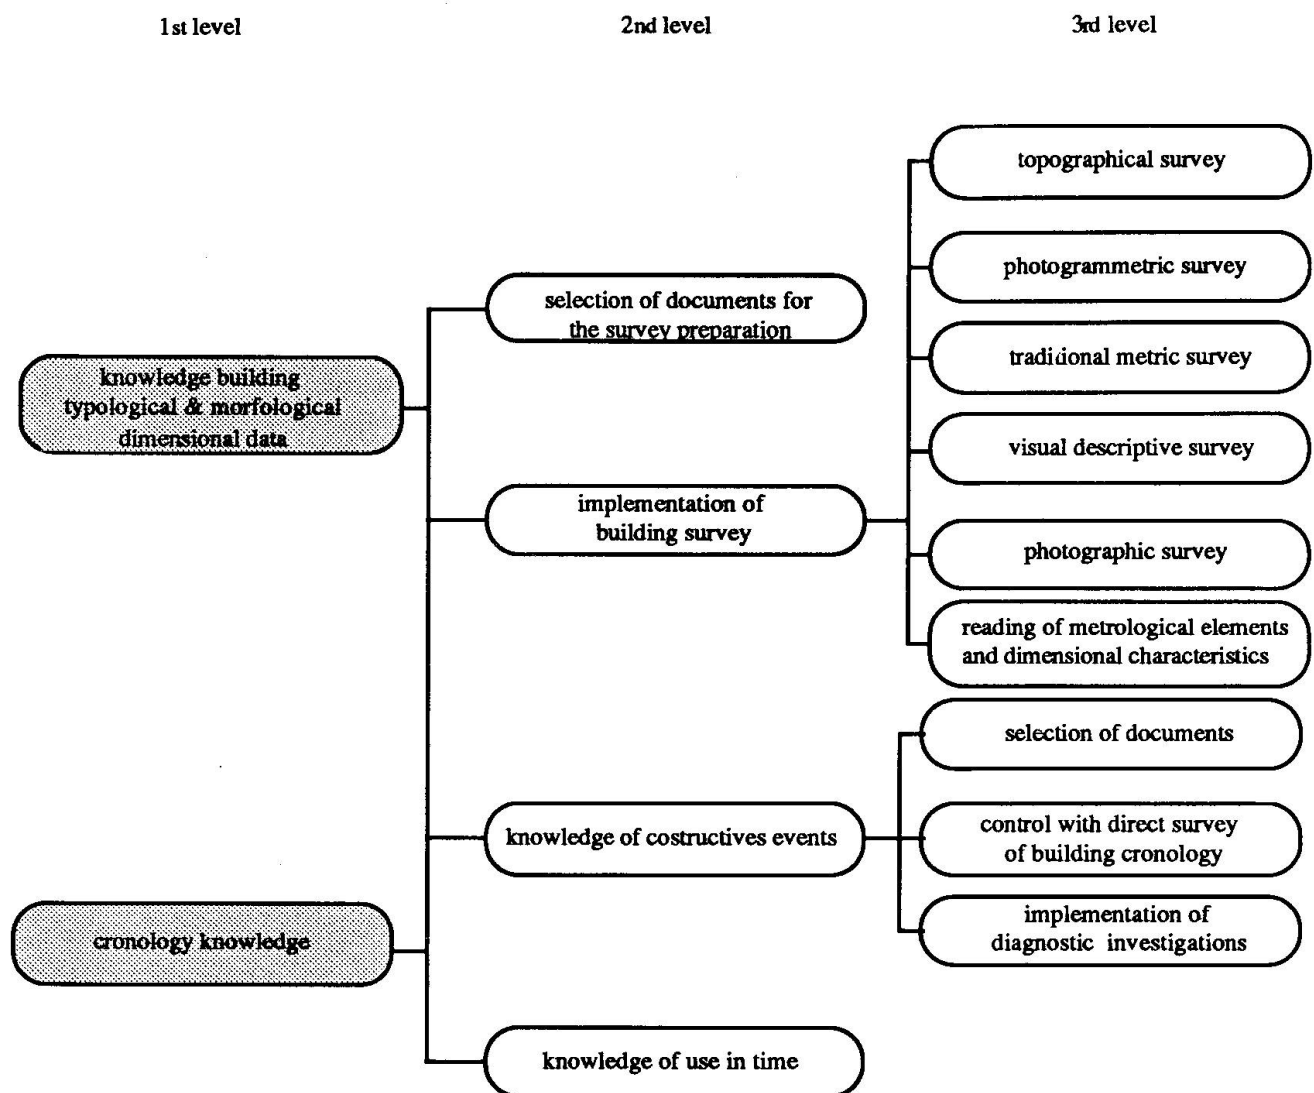 1st level
2nd level
3rd level
knowledge building
typological & morfological
dimensional data
cronology knowledge
selection of documents for
the survey preparation
implementation of
building survey
knowledge of costructives events
knowledge of use in time
topographical survey
photogrammetric survey
traditional metric survey
visual descriptive survey
photographic survey
reading of metrological elements
and dimensional characteristics
selection of documents
control with direct survey
of building cronology
implementation of
diagnostic investigations